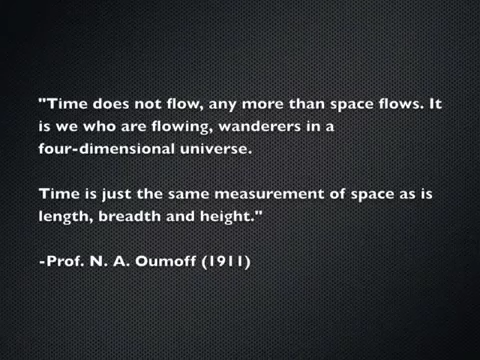 "Time does not flow, any more than space flows. It
is we who are flowing, wanderers in a
four-dimensional universe.
Time is just the same measurement of space as is
length, breadth and height."
-Prof. N. A. Oumoff (1911)